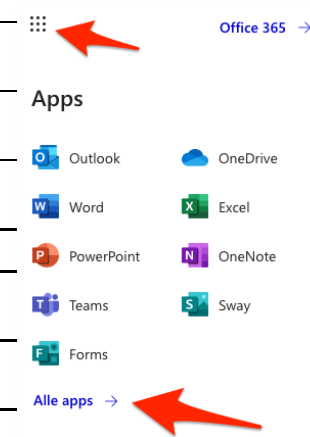 Office 365 →
Apps
Outlook
OneDrive
Word
Excel
PowerPoint
OneNote
Teams
Sway
Forms
Alle apps →